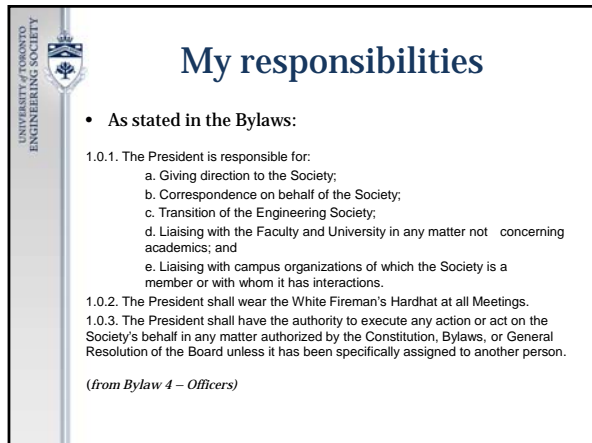 UNIVERSITY of TORONTO
ENGINEERING SOCIETY
My responsibilities
• As stated in the Bylaws:
1.0.1. The President is responsible for:
a. Giving direction to the Society;
b. Correspondence on behalf of the Society;
c. Transition of the Engineering Society;
d. Liaising with the Faculty and University in any matter not concerning
academics; and
e. Liaising with campus organizations of which the Society is a
member or with whom it has interactions.
1.0.2. The President shall wear the White Fireman's Hardhat at all Meetings.
1.0.3. The President shall have the authority to execute any action or act on the
Society's behalf in any matter authorized by the Constitution, Bylaws, or General
Resolution of the Board unless it has been specifically assigned to another person.
(from Bylaw 4 – Officers)